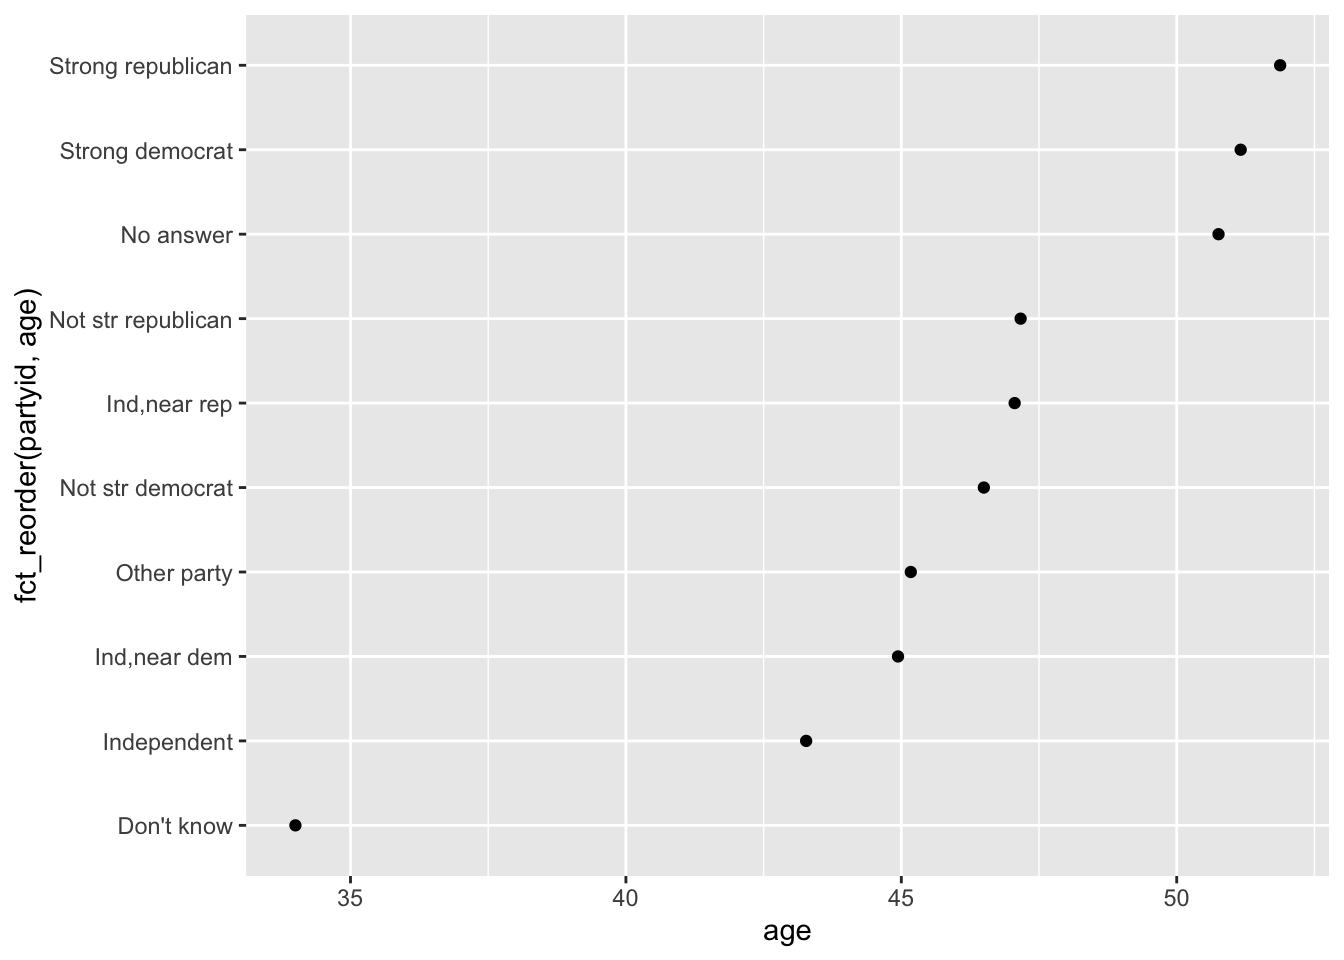 Strong republican
Strong democrat
No answer
Not str republican
Ind,near rep
Not str democrat
Other party
Ind,near dem
Independent
Don't know
fct_reorder(partyid, age)
35 40 45 50
age